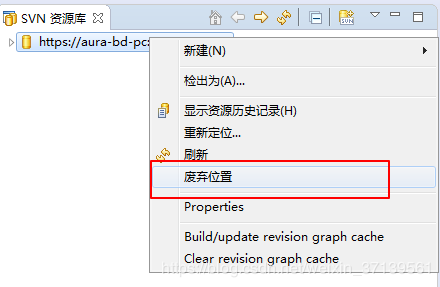 SVN 资源库
https://aura-bd-pc
新建(N)
检出为(A)...
显示资源历史记录(H)
重新定位...
刷新
废弃位置
Properties
Build/update revision graph cache
Clear revision graph cache
https://blog.csdn.net/weixin_37139561